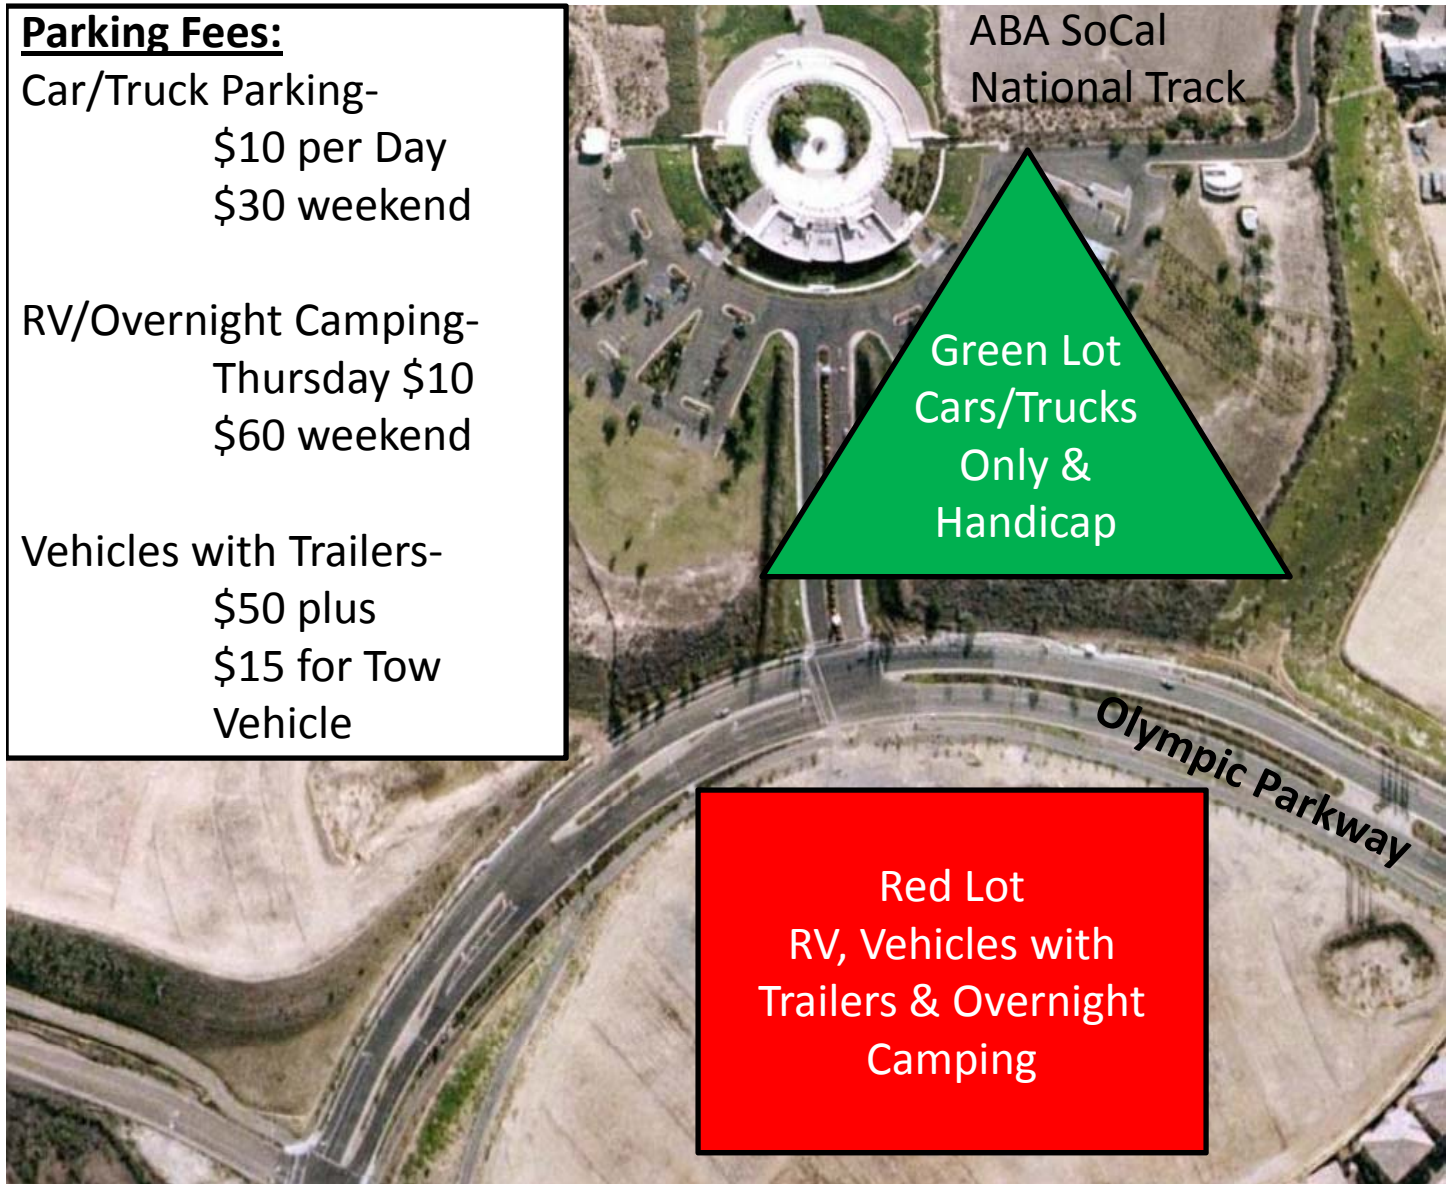 Parking Fees:
Car/Truck Parking-
$10 per Day
$30 weekend
RV/Overnight Camping-
Thursday $10
$60 weekend
Vehicles with Trailers-
$50 plus
$15 for Tow
Vehicle
ABA SoCal
National Track
Green Lot
Cars/Trucks
Only &
Handicap
Olympic Parkway
Red Lot
RV, Vehicles with
Trailers & Overnight
Camping